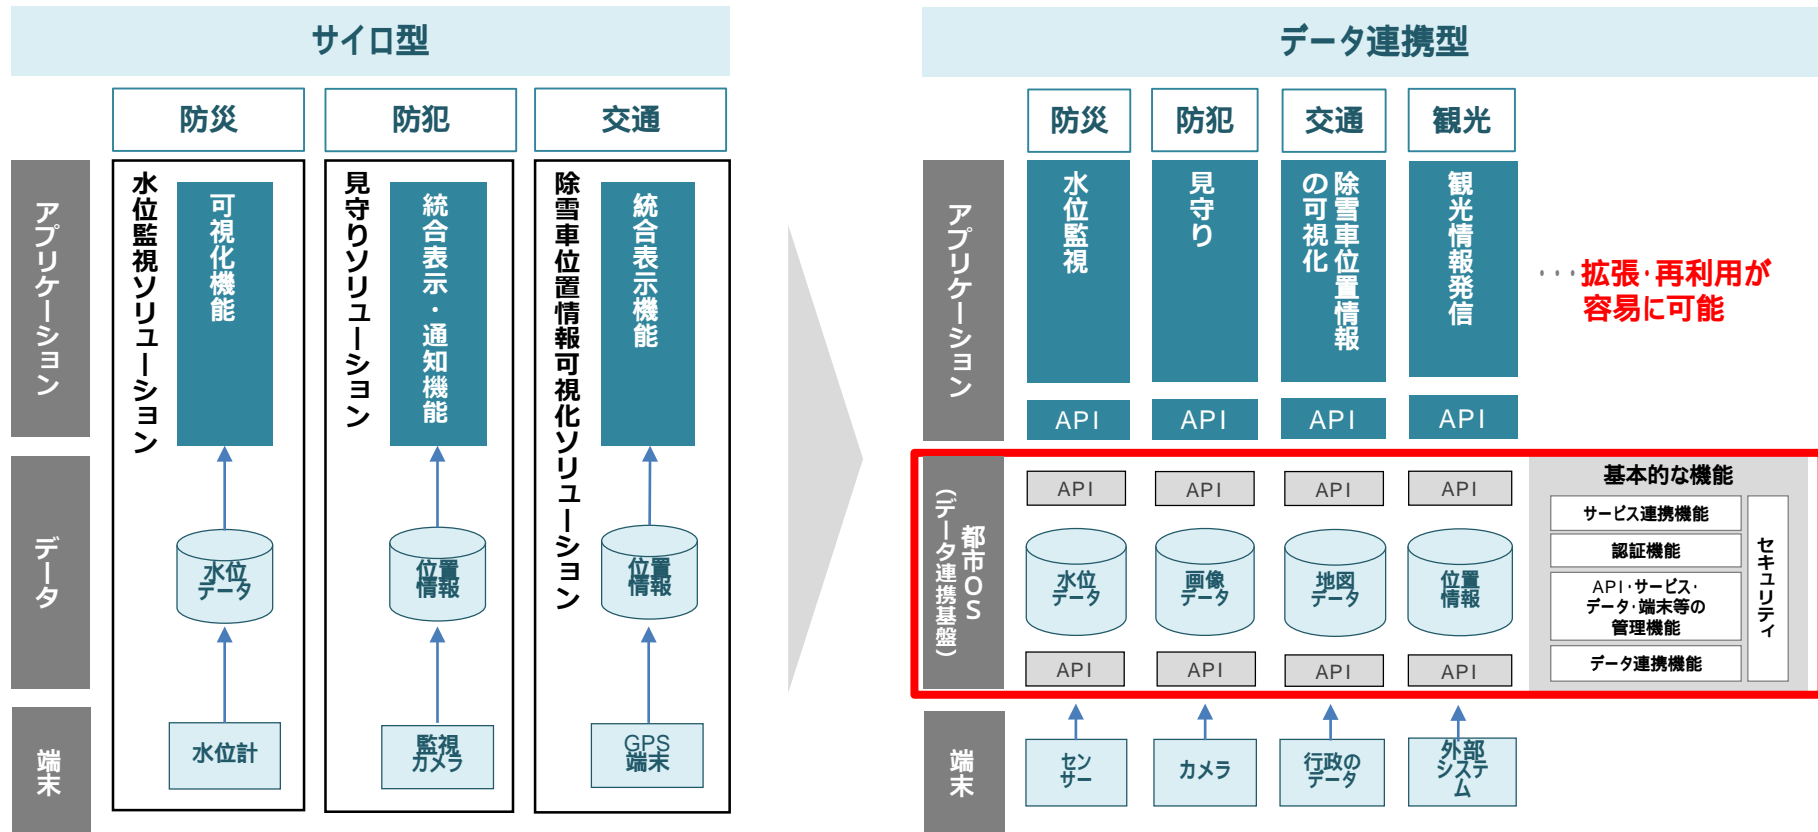 サイロ型
防災
防犯
交通
アプリケーション
データ
端末
水位監視ソリューション
可視化機能
水位
データ
水位計
見守りソリューション
統合表示・通知機能
位置
情報
監視
カメラ
除雪車位置情報可視化ソリューション
統合表示機能
位置
情報
GPS
端末
データ連携型
防災
防犯
交通
観光
アプリケーション
水位監視
見守り
除雪車位置情報
の可視化
観光情報発信
・・・拡張・再利用が
容易に可能
API
API
API
API
都市OS
(データ連携基盤)
API
API
API
API
水位
データ
画像
データ
地図
データ
位置
情報
API
API
API
API
基本的な機能
サービス連携機能
認証機能
API・サービス・
データ・端末等の
管理機能
データ連携機能
セキュリティ
端末
セン
サー
カメラ
行政の
データ
外部
システ
ム